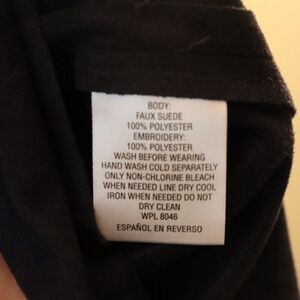 BODY:
FAUX SUEDE
100% POLYESTER
EMBROIDERY:
100% POLYESTER
WASH BEFORE WEARING
HAND WASH COLD SEPARATELY
ONLY NON-CHLORINE BLEACH
WHEN NEEDED LINE DRY COOL
IRON WHEN NEEDED DO NOT
DRY CLEAN
WPL 8046
ESPAÑOL EN REVERSO